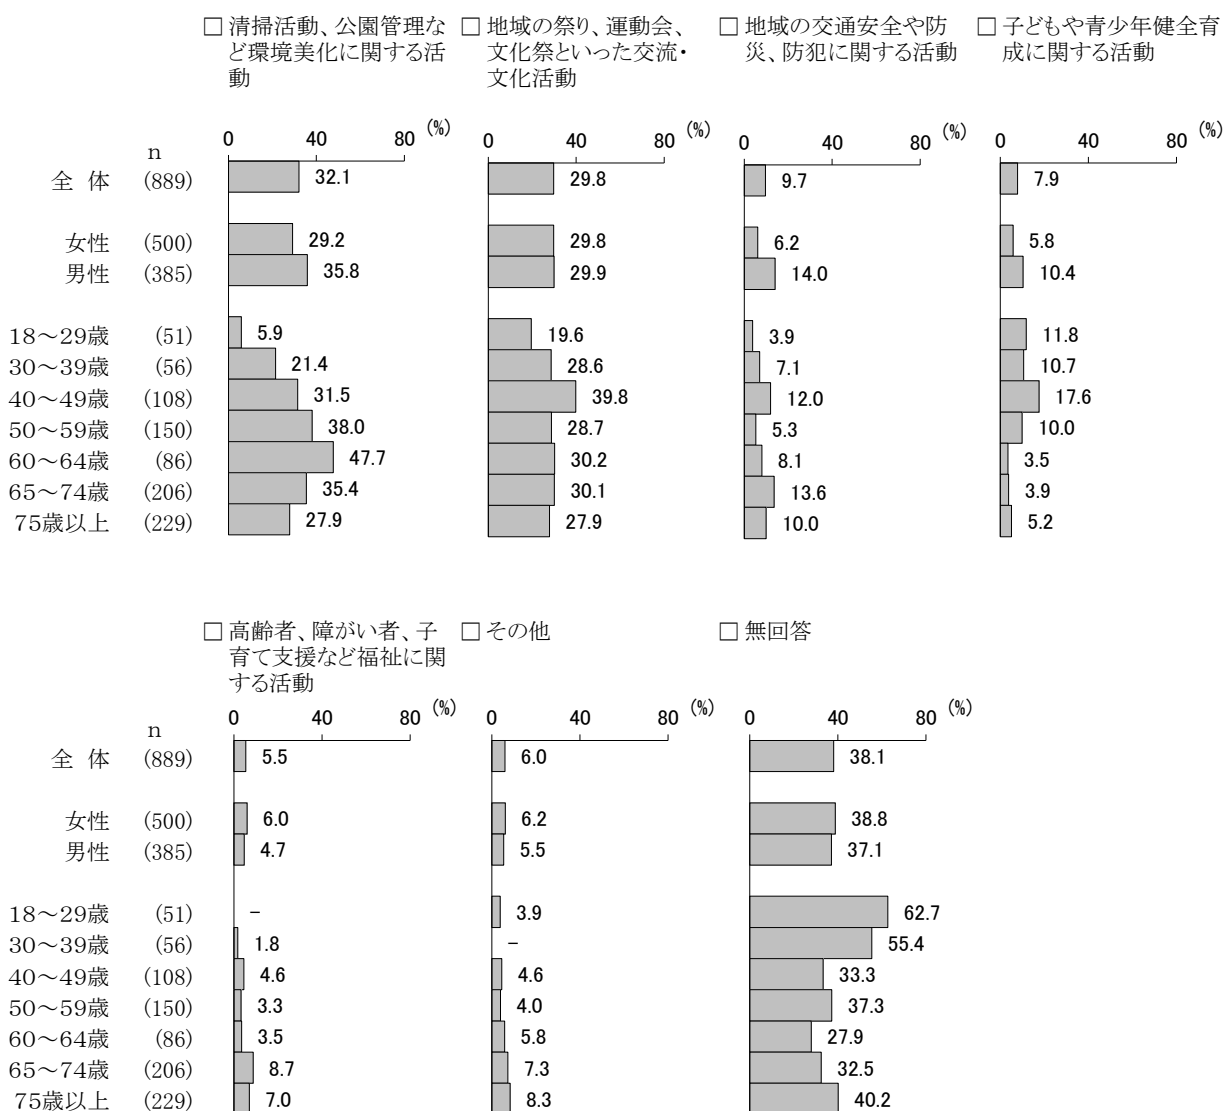 □ 清掃活動、公園管理な
ど環境美化に関する活
動
□ 地域の祭り、運動会、
文化祭といった交流・
文化活動
□ 地域の交通安全や防
災、防犯に関する活動
□ 子どもや青少年健全育
成に関する活動
0 40 80 (%) 0 40 80 (%) 0 40 80 (%) 0 40 80 (%)
n
全 体 (889) 32.1 29.8 9.7 7.9
女性 (500) 29.2 29.8 6.2 5.8
男性 (385) 35.8 29.9 14.0 10.4
18～29歳 (51) 5.9 19.6 3.9 11.8
30～39歳 (56) 21.4 28.6 7.1 10.7
40～49歳 (108) 31.5 39.8 12.0 17.6
50～59歳 (150) 38.0 28.7 5.3 10.0
60～64歳 (86) 47.7 30.2 8.1 3.5
65～74歳 (206) 35.4 30.1 13.6 3.9
75歳以上 (229) 27.9 27.9 10.0 5.2
□ 高齢者、障がい者、子
育て支援など福祉に関
する活動
□ その他
□ 無回答
0 40 80 (%) 0 40 80 (%) 0 40 80 (%)
n
全 体 (889) 5.5 6.0 38.1
女性 (500) 6.0 6.2 38.8
男性 (385) 4.7 5.5 37.1
18～29歳 (51) － 3.9 62.7
30～39歳 (56) 1.8 － 55.4
40～49歳 (108) 4.6 4.6 33.3
50～59歳 (150) 3.3 4.0 37.3
60～64歳 (86) 3.5 5.8 27.9
65～74歳 (206) 8.7 7.3 32.5
75歳以上 (229) 7.0 8.3 40.2